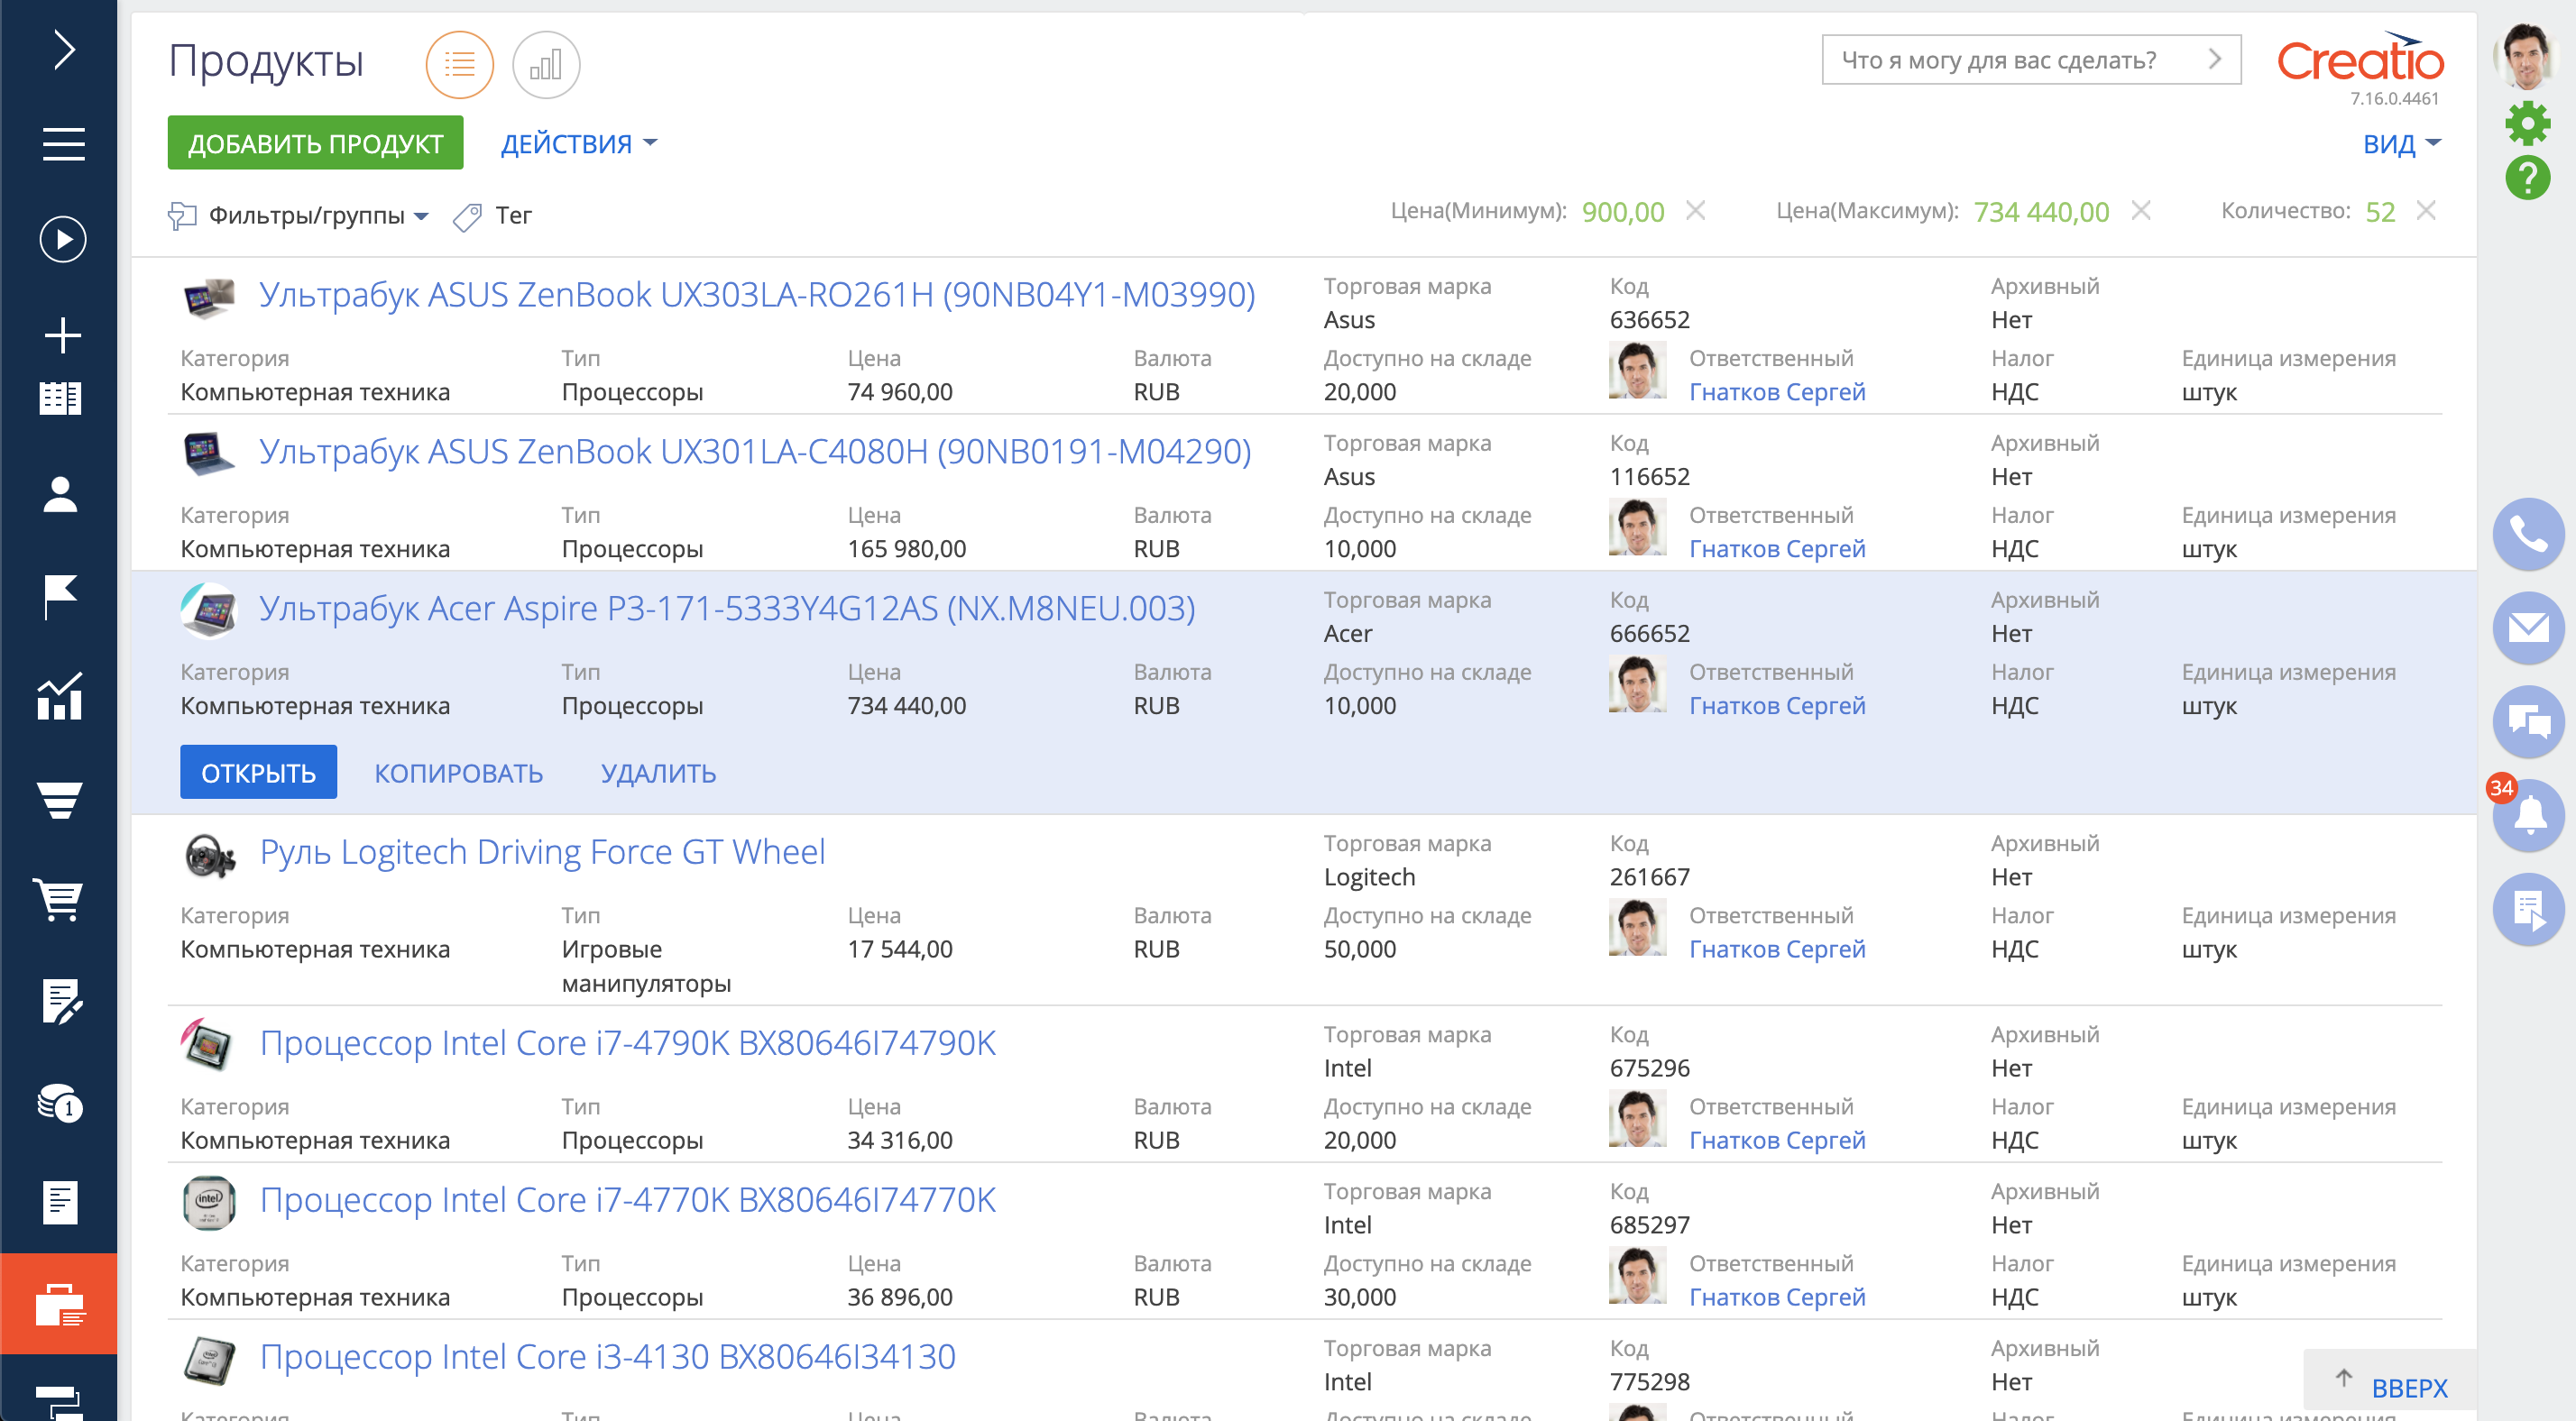 Продукты
Что я могу для вас сделать?
Creatio
7.16.0.4461
ДОБАВИТЬ ПРОДУКТ ДЕЙСТВИЯ ВИД
Фильтры/группы Тег Цена(Минимум): 900,00 Цена(Максимум): 734 440,00 Количество: 52
Ультрабук ASUS ZenBook UX303LA-RO261H (90NB04Y1-M03990)
Торговая марка Код Архивный
Asus 636652 Нет
Категория Тип Цена Валюта Доступно на складе Ответственный Налог Единица измерения
Компьютерная техника Процессоры 74 960,00 RUB 20,000 Гнатков Сергей НДС штук
Ультрабук ASUS ZenBook UX301LA-C4080H (90NB0191-M04290)
Торговая марка Код Архивный
Asus 116652 Нет
Категория Тип Цена Валюта Доступно на складе Ответственный Налог Единица измерения
Компьютерная техника Процессоры 165 980,00 RUB 10,000 Гнатков Сергей НДС штук
Ультрабук Acer Aspire P3-171-5333Y4G12AS (NX.M8NEU.003)
Торговая марка Код Архивный
Acer 666652 Нет
Категория Тип Цена Валюта Доступно на складе Ответственный Налог Единица измерения
Компьютерная техника Процессоры 734 440,00 RUB 10,000 Гнатков Сергей НДС штук
ОТКРЫТЬ КОПИРОВАТЬ УДАЛИТЬ
34
Руль Logitech Driving Force GT Wheel
Торговая марка Код Архивный
Logitech 261667 Нет
Категория Тип Цена Валюта Доступно на складе Ответственный Налог Единица измерения
Компьютерная техника Игровые 17 544,00 RUB 50,000 Гнатков Сергей НДС штук
манипуляторы
Процессор Intel Core i7-4790K BX80646I74790K
Торговая марка Код Архивный
Intel 675296 Нет
Категория Тип Цена Валюта Доступно на складе Ответственный Налог Единица измерения
Компьютерная техника Процессоры 34 316,00 RUB 20,000 Гнатков Сергей НДС штук
1
Процессор Intel Core i7-4770K BX80646I74770K
Торговая марка Код Архивный
Intel 685297 Нет
Категория Тип Цена Валюта Доступно на складе Ответственный Налог Единица измерения
Компьютерная техника Процессоры 36 896,00 RUB 30,000 Гнатков Сергей НДС штук
Процессор Intel Core i3-4130 BX80646I34130
Торговая марка Код Архивный
Intel 775298 Нет
ВВЕРХ
Категория Тип Цена Валюта Доступно на складе Ответственный Налог Единица измерения